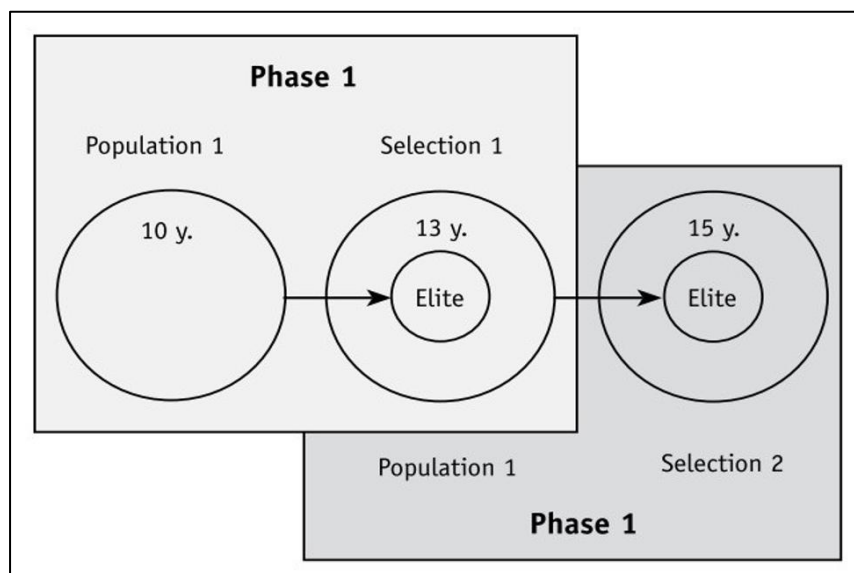 Phase 1
Population 1 Selection 1
10 y. 13 y. 15 y.
Elite Elite
Population 1 Selection 2
Phase 1